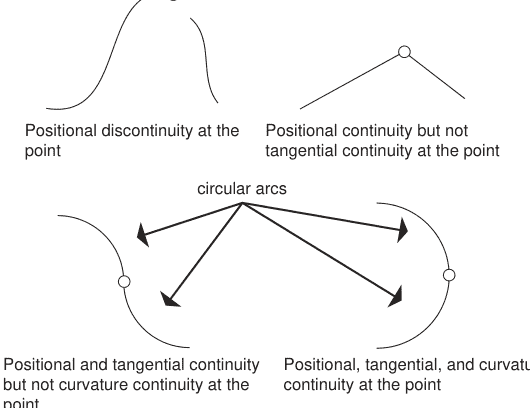 Positional discontinuity at the
point
Positional continuity but not
tangential continuity at the point
circular arcs
Positional and tangential continuity
but not curvature continuity at the
point
Positional, tangential, and curvatu
continuity at the point